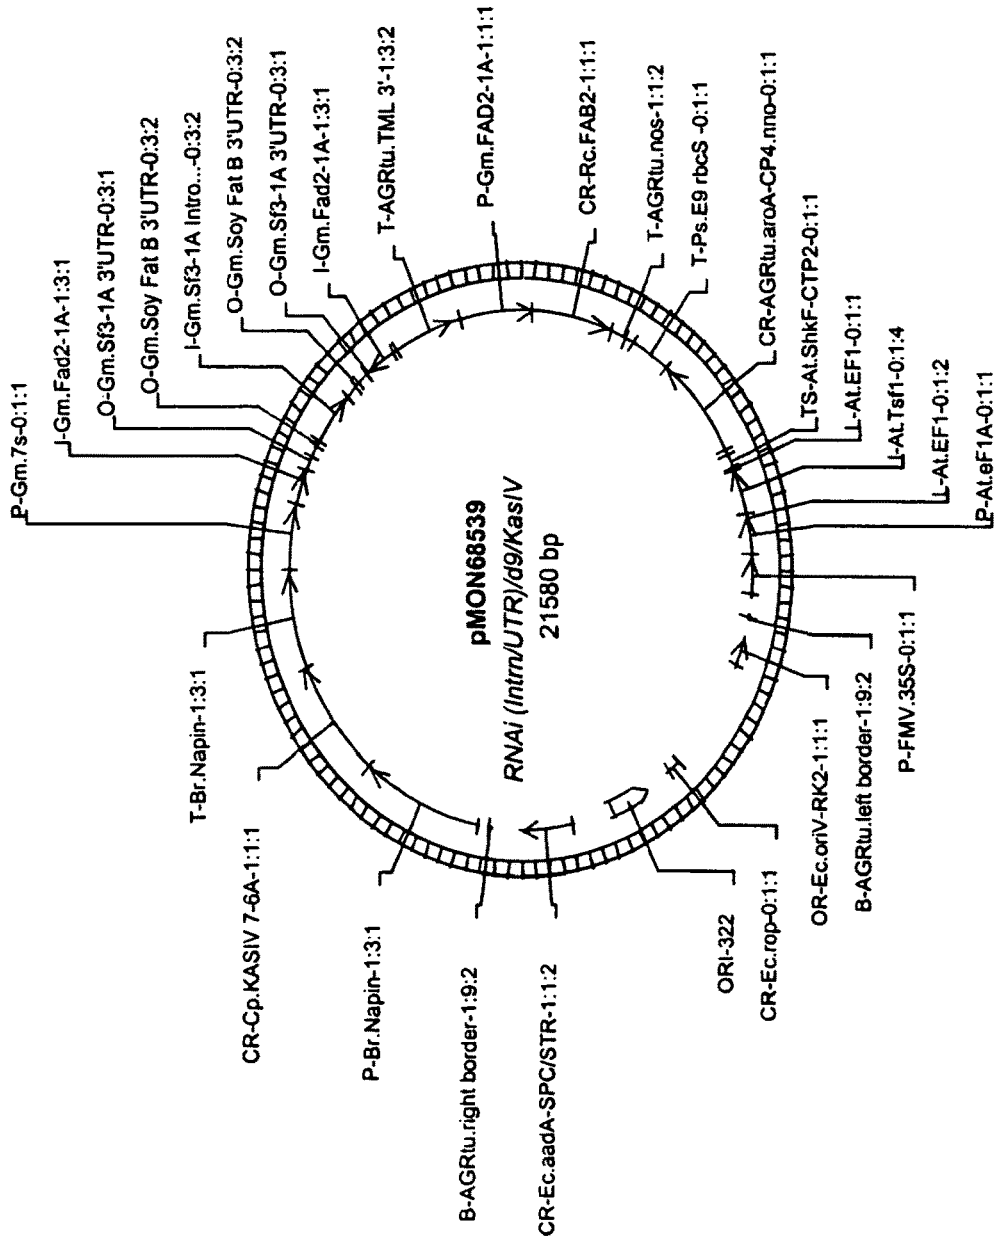 P-Gm.7s-0:1:1
I-Gm.Fad2-1A-1:3:1
O-Gm.Sf3-1A 3'UTR-0:3:1
O-Gm.Soy Fat B 3'UTR-0:3:2
I-Gm.Sf3-1A Intro...-0:3:2
O-Gm.Soy Fat B 3'UTR-0:3:2
O-Gm.Sf3-1A 3'UTR-0:3:1
I-Gm.Fad2-1A-1:3:1
T-AGRtu.TML 3'-1:3:2
P-Gm.FAD2-1A-1:1:1
CR-Rc.FAB2-1:1:1
T-AGRtu.nos-1:1:2
T-Ps.E9 rbcS -0:1:1
CR-AGRtu.aroA-CP4.nno-0:1:1
TS-At.ShkF-CTP2-0:1:1
L-At.EF1-0:1:1
I-At.Tsf1-0:1:4
L-At.EF1-0:1:2
P-At.eF1A-0:1:1
P-FMV.35S-0:1:1
B-AGRtu.left border-1:9:2
OR-Ec.oriV-RK2-1:1:1
CR-Ec.rop-0:1:1
ORI-322
CR-Ec.aadA-SPC/STR-1:1:2
B-AGRtu.right border-1:9:2
P-Br.Napin-1:3:1
CR-Cp.KASIV 7-6A-1:1:1
T-Br.Napin-1:3:1
pMON68539
RNAi (Intrn/UTR)/d9/KasIV
21580 bp